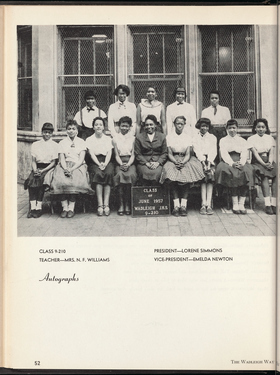 CLASS
OF
JUNE 1957
WADLEIGH J.H.S
9-210
CLASS 9-210
TEACHER—MRS. N. F. WILLIAMS
PRESIDENT—LORENE SIMMONS
VICE-PRESIDENT—EMELDA NEWTON
Autographs
52
THE WADLEIGH WAY